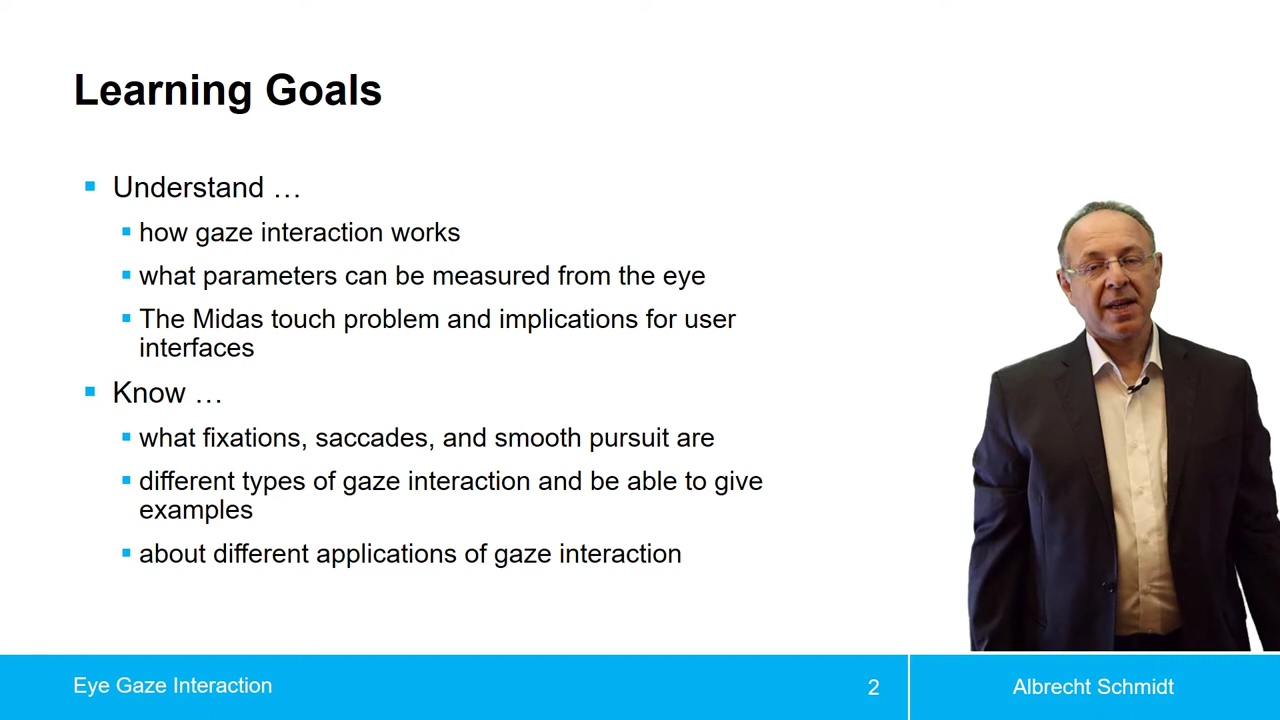 Learning Goals
Understand …
how gaze interaction works
what parameters can be measured from the eye
The Midas touch problem and implications for user
interfaces
Know …
what fixations, saccades, and smooth pursuit are
different types of gaze interaction and be able to give
examples
about different applications of gaze interaction
Eye Gaze Interaction
2
Albrecht Schmidt